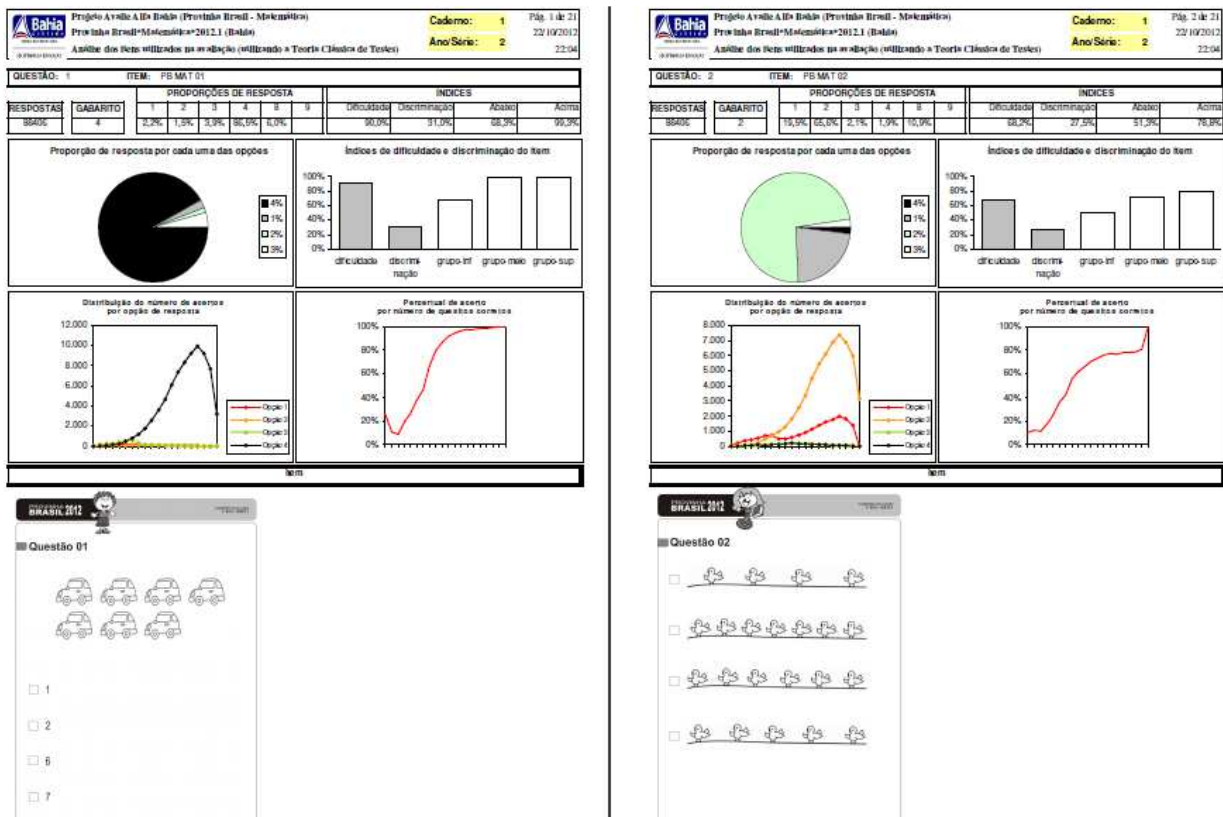 Bahia
Projeto Avalie Alfa Bahia (Provinha Brasil - Matemática)
Provinha Brasil*Matemática*2012.1 (Bahia)
Análise dos Itens utilizados na avaliação (utilizando a Teoria Clássica de Testes)
Caderno: 1
Ano/Série: 2
Pág. 1 de 21
22/10/2012
22:04
QUESTÃO: 1 ITEM: PB MAT 01
PROPORÇÕES DE RESPOSTA ÍNDICES
RESPOSTAS GABARITO 1 2 3 4 8 9 Dificuldade Discriminação Abaixo Acima
88406 4 2,2% 1,5% 3,9% 86,5% 6,0% 90,0% 31,0% 68,3% 99,3%
Proporção de resposta por cada uma das opções
4%
1%
2%
3%
Índices de dificuldade e discriminação do item
100%
80%
60%
40%
20%
0%
dificuldade discrimi-nação grupo-inf grupo-meio grupo-sup
Distribuição do número de acertos
por opção de resposta
12.000
10.000
8.000
6.000
4.000
2.000
0
Opção 1
Opção 2
Opção 3
Opção 4
Percentual de acerto
por número de questões corretas
100%
80%
60%
40%
20%
0%
Item
PROVINHA
BRASIL 2012
Questão 01
1
2
6
7
Bahia
Projeto Avalie Alfa Bahia (Provinha Brasil - Matemática)
Provinha Brasil*Matemática*2012.1 (Bahia)
Análise dos Itens utilizados na avaliação (utilizando a Teoria Clássica de Testes)
Caderno: 1
Ano/Série: 2
Pág. 2 de 21
22/10/2012
22:04
QUESTÃO: 2 ITEM: PB MAT 02
PROPORÇÕES DE RESPOSTA ÍNDICES
RESPOSTAS GABARITO 1 2 3 4 8 9 Dificuldade Discriminação Abaixo Acima
88406 2 19,5% 65,6% 2,1% 1,9% 10,9% 68,2% 27,5% 51,3% 78,8%
Proporção de resposta por cada uma das opções
4%
1%
2%
3%
Índices de dificuldade e discriminação do item
100%
80%
60%
40%
20%
0%
dificuldade discrimi-nação grupo-inf grupo-meio grupo-sup
Distribuição do número de acertos
por opção de resposta
8.000
7.000
6.000
5.000
4.000
3.000
2.000
1.000
0
Opção 1
Opção 2
Opção 3
Opção 4
Percentual de acerto
por número de questões corretas
100%
80%
60%
40%
20%
0%
Item
PROVINHA
BRASIL 2012
Questão 02